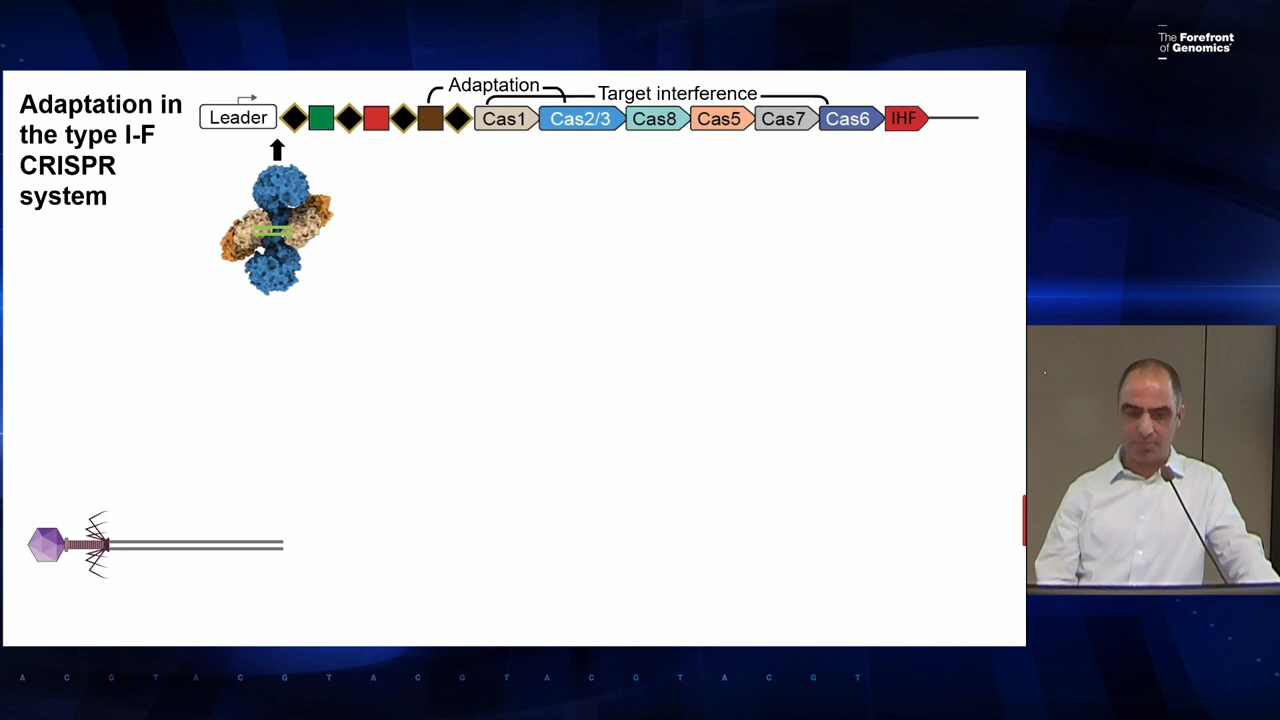 The Forefront
of Genomics
Adaptation in
the type I-F
CRISPR
system
Adaptation
Target interference
Leader
Cas1
Cas2/3
Cas8
Cas5
Cas7
Cas6
IHF
A C G T A C G T A C G T A C G T A C G T